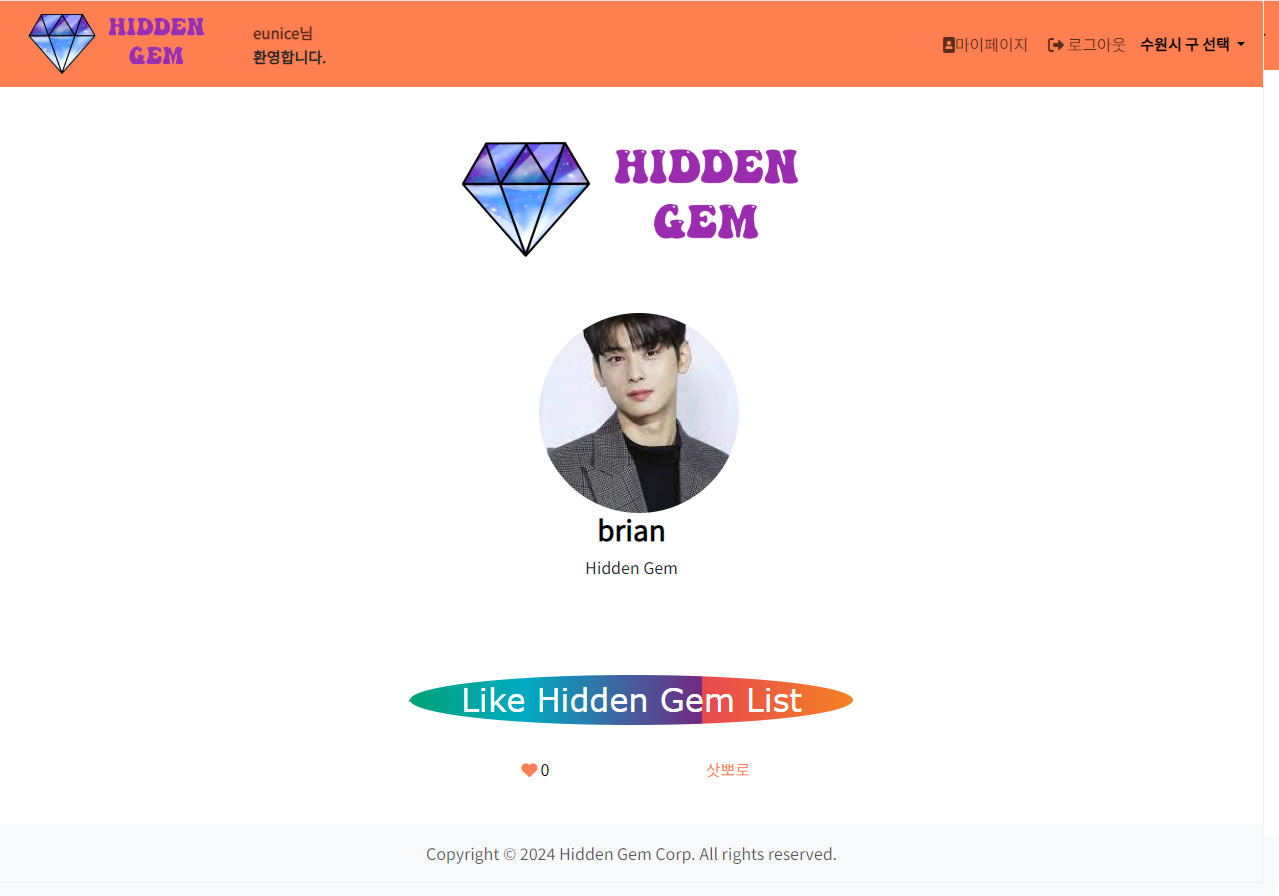 HIDDEN
GEM
eunice님
환영합니다.
마이페이지 로그아웃 수원시 구 선택
HIDDEN
GEM
brian
Hidden Gem
Like Hidden Gem List
0 삿뽀로
Copyright © 2024 Hidden Gem Corp. All rights reserved.